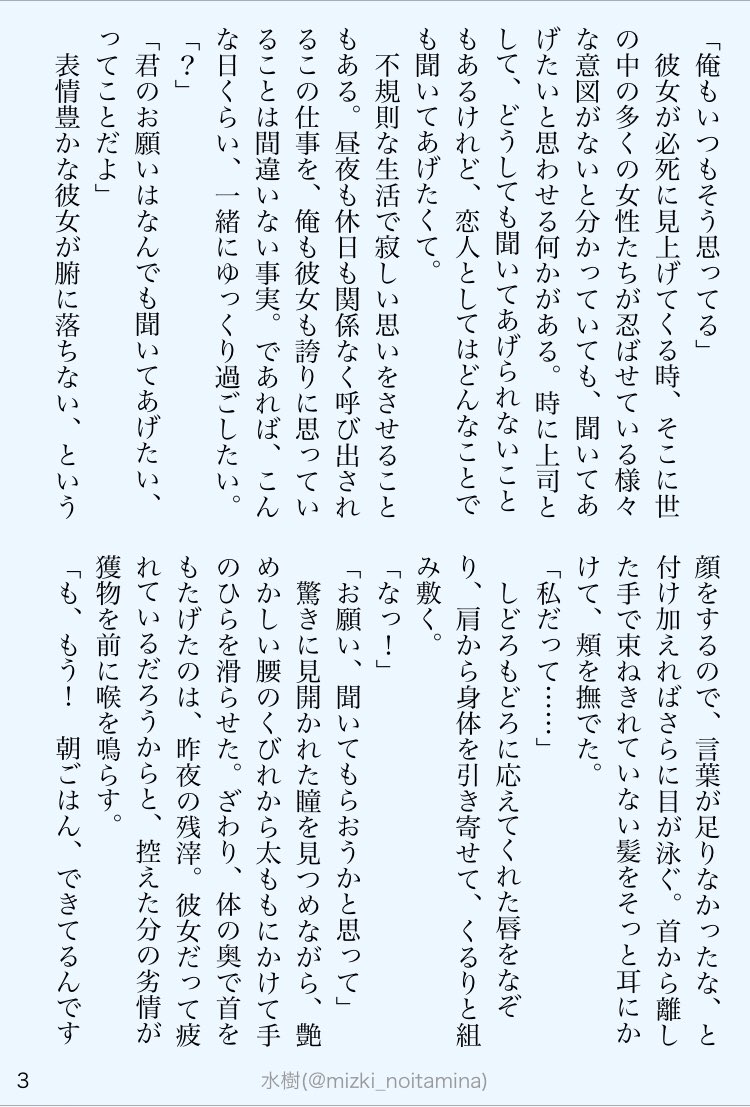 「俺もいつもそう思ってる」
　彼女が必死に見上げてくる時、そこに世
の中の多くの女性たちが忍ばせている様々
な意図がないと分かっていても、聞いてあ
げたいと思わせる何かがある。時に上司と
して、どうしても聞いてあげられないこと
もあるけれど、恋人としてはどんなことで
も聞いてあげたくて。
　不規則な生活で寂しい思いをさせること
もある。昼夜も休日も関係なく呼び出され
るこの仕事を、俺も彼女も誇りに思ってい
ることは間違いない事実。であれば、こん
な日くらい、一緒にゆっくり過ごしたい。
「？」
「君のお願いはなんでも聞いてあげたい、
ってことだよ」
　表情豊かな彼女が腑に落ちない、という
顔をするので、言葉が足りなかったな、と
付け加えればさらに目が泳ぐ。首から離し
た手で束ねきれていない髪をそっと耳にか
けて、頬を撫でた。
「私だって……」
　しどろもどろに応えてくれた唇をなぞ
り、肩から身体を引き寄せて、くるりと組
み敷く。
「なっ！」
「お願い、聞いてもらおうかと思って」
　驚きに見開かれた瞳を見つめながら、艶
めかしい腰のくびれから太ももにかけて手
のひらを滑らせた。ざわり、体の奥で首を
もたげたのは、昨夜の残滓。彼女だって疲
れているだろうからと、控えた分の劣情が
獲物を前に喉を鳴らす。
「も、もう！　朝ごはん、できてるんです
3
水樹(@mizki_noitamina)